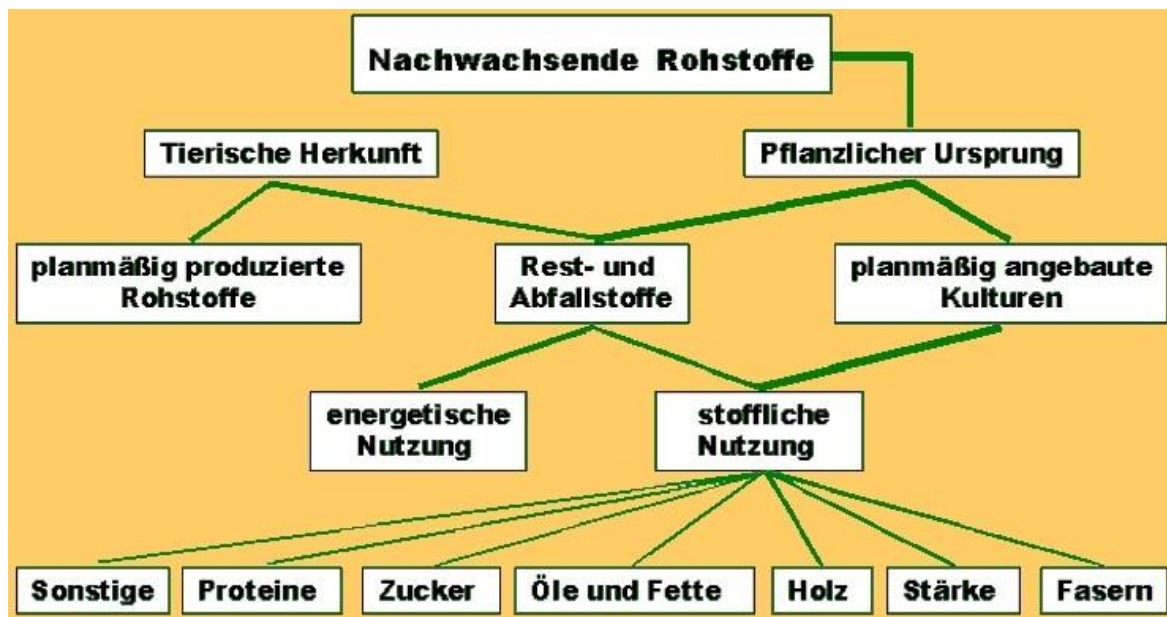 Nachwachsende Rohstoffe
Tierische Herkunft
Pflanzlicher Ursprung
planmäßig produzierte
Rohstoffe
Rest- und
Abfallstoffe
planmäßig angebaute
Kulturen
energetische
Nutzung
stoffliche
Nutzung
Sonstige
Proteine
Zucker
Öle und Fette
Holz
Stärke
Fasern